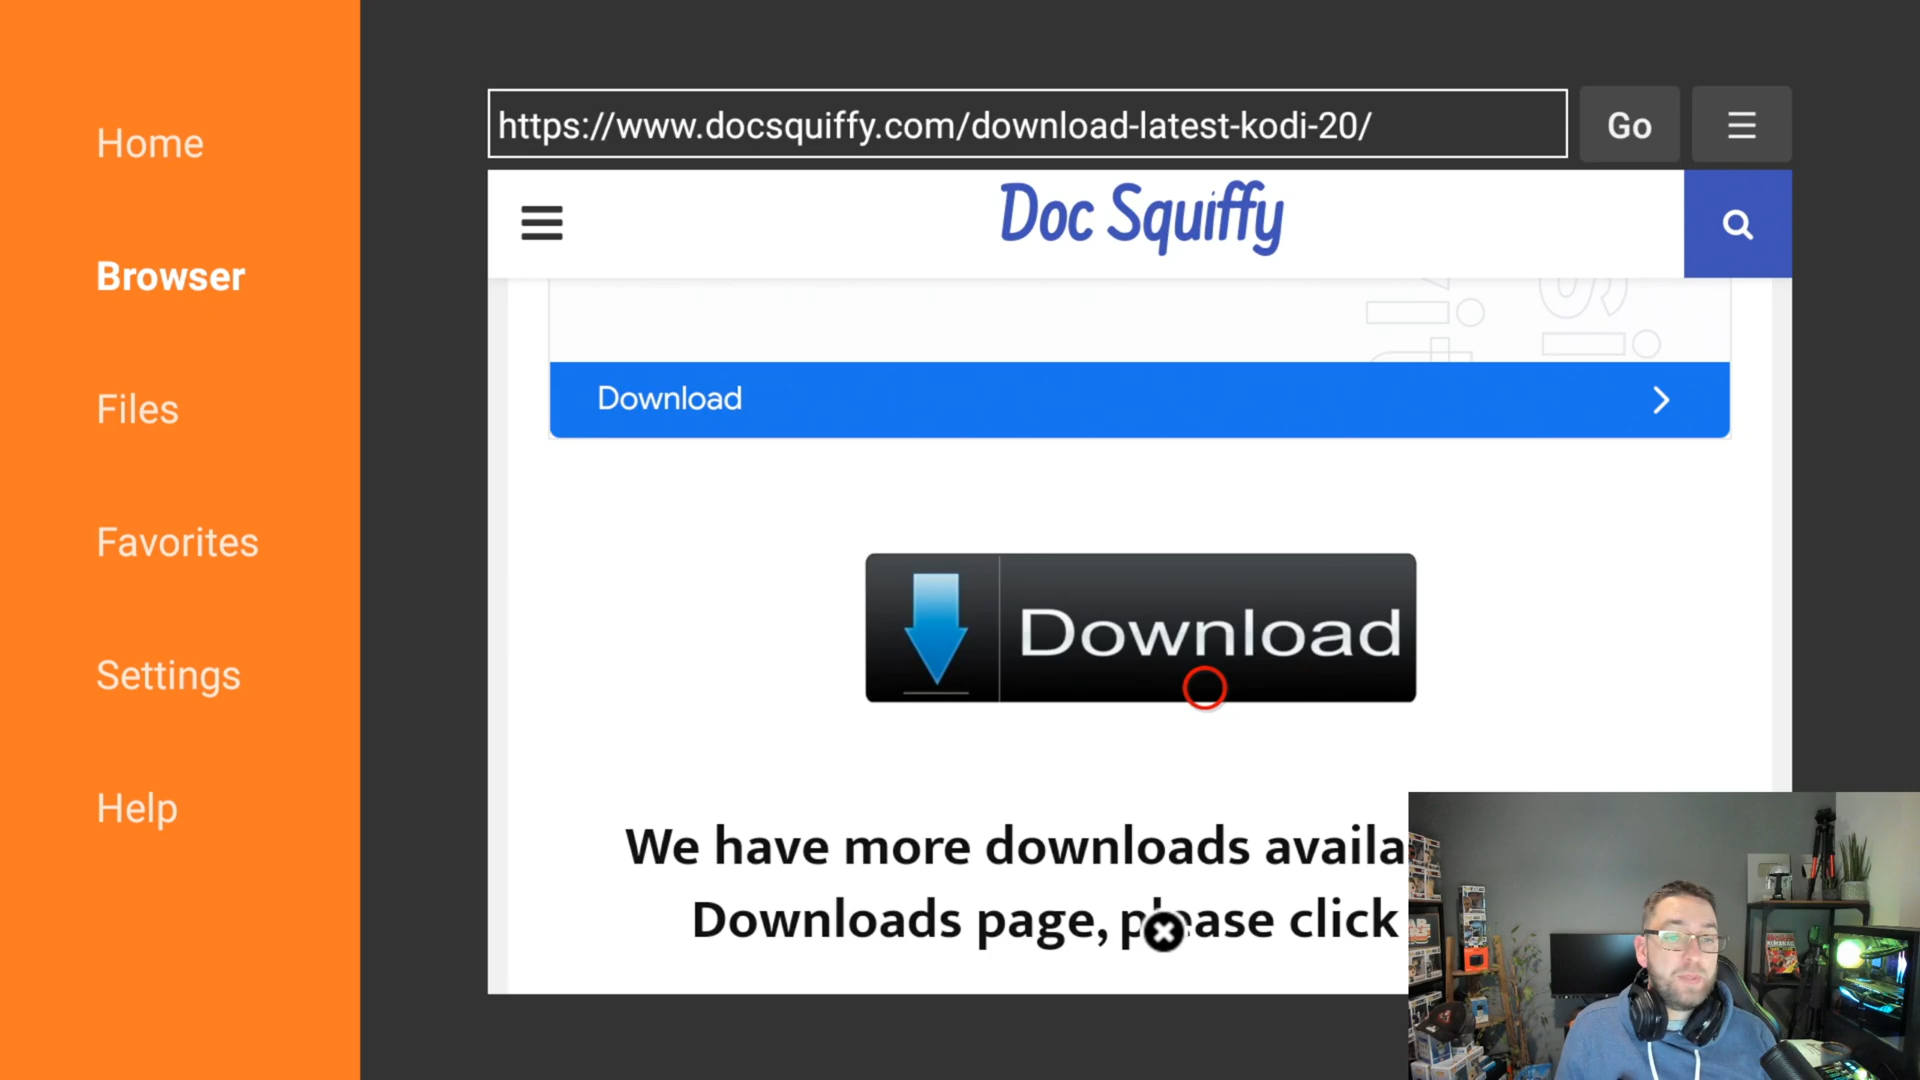 Home
Browser
Files
Favorites
Settings
Help
https://www.docsquiffy.com/download-latest-kodi-20/
Go
Doc Squiffy
Download
Download
We have more downloads availa
Downloads page, please click